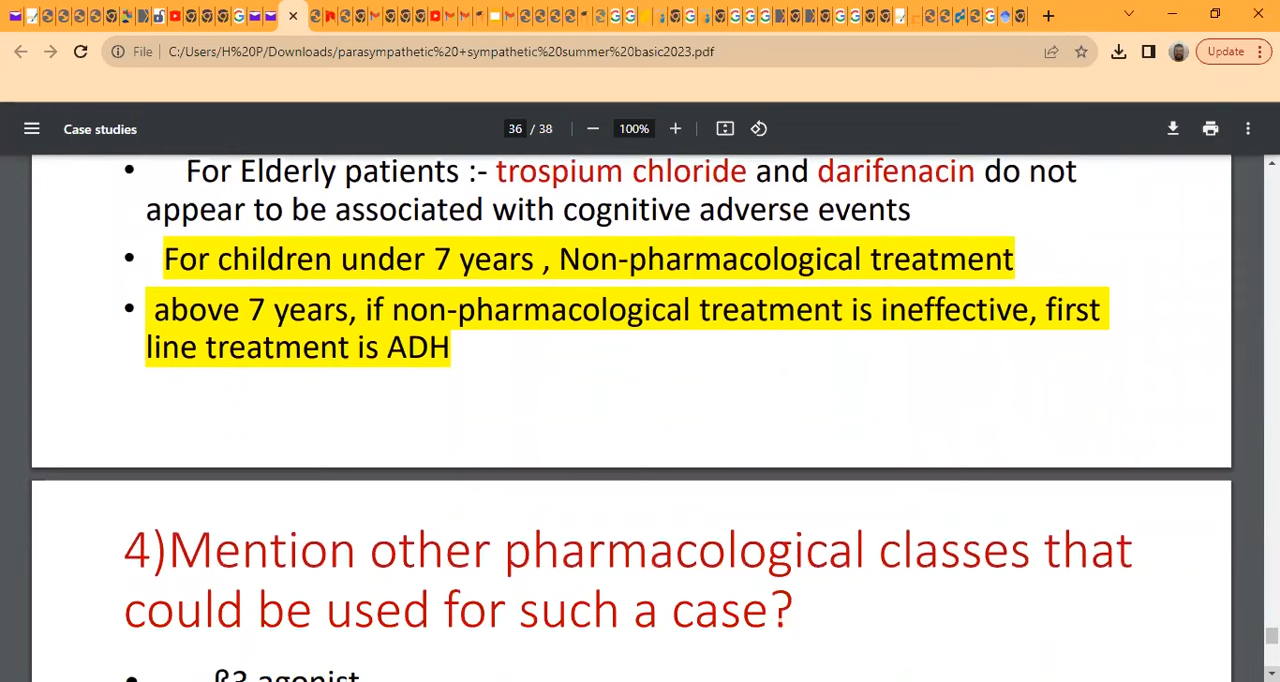 File C:/Users/H%20P/Downloads/parasympathetic%20+sympathetic%20summer%20basic2023.pdf
Update
Case studies
36 / 38
100%
• For Elderly patients :- trospium chloride and darifenacin do not
appear to be associated with cognitive adverse events
• For children under 7 years , Non-pharmacological treatment
• above 7 years, if non-pharmacological treatment is ineffective, first
line treatment is ADH
4)Mention other pharmacological classes that
could be used for such a case?
• β3 agonist